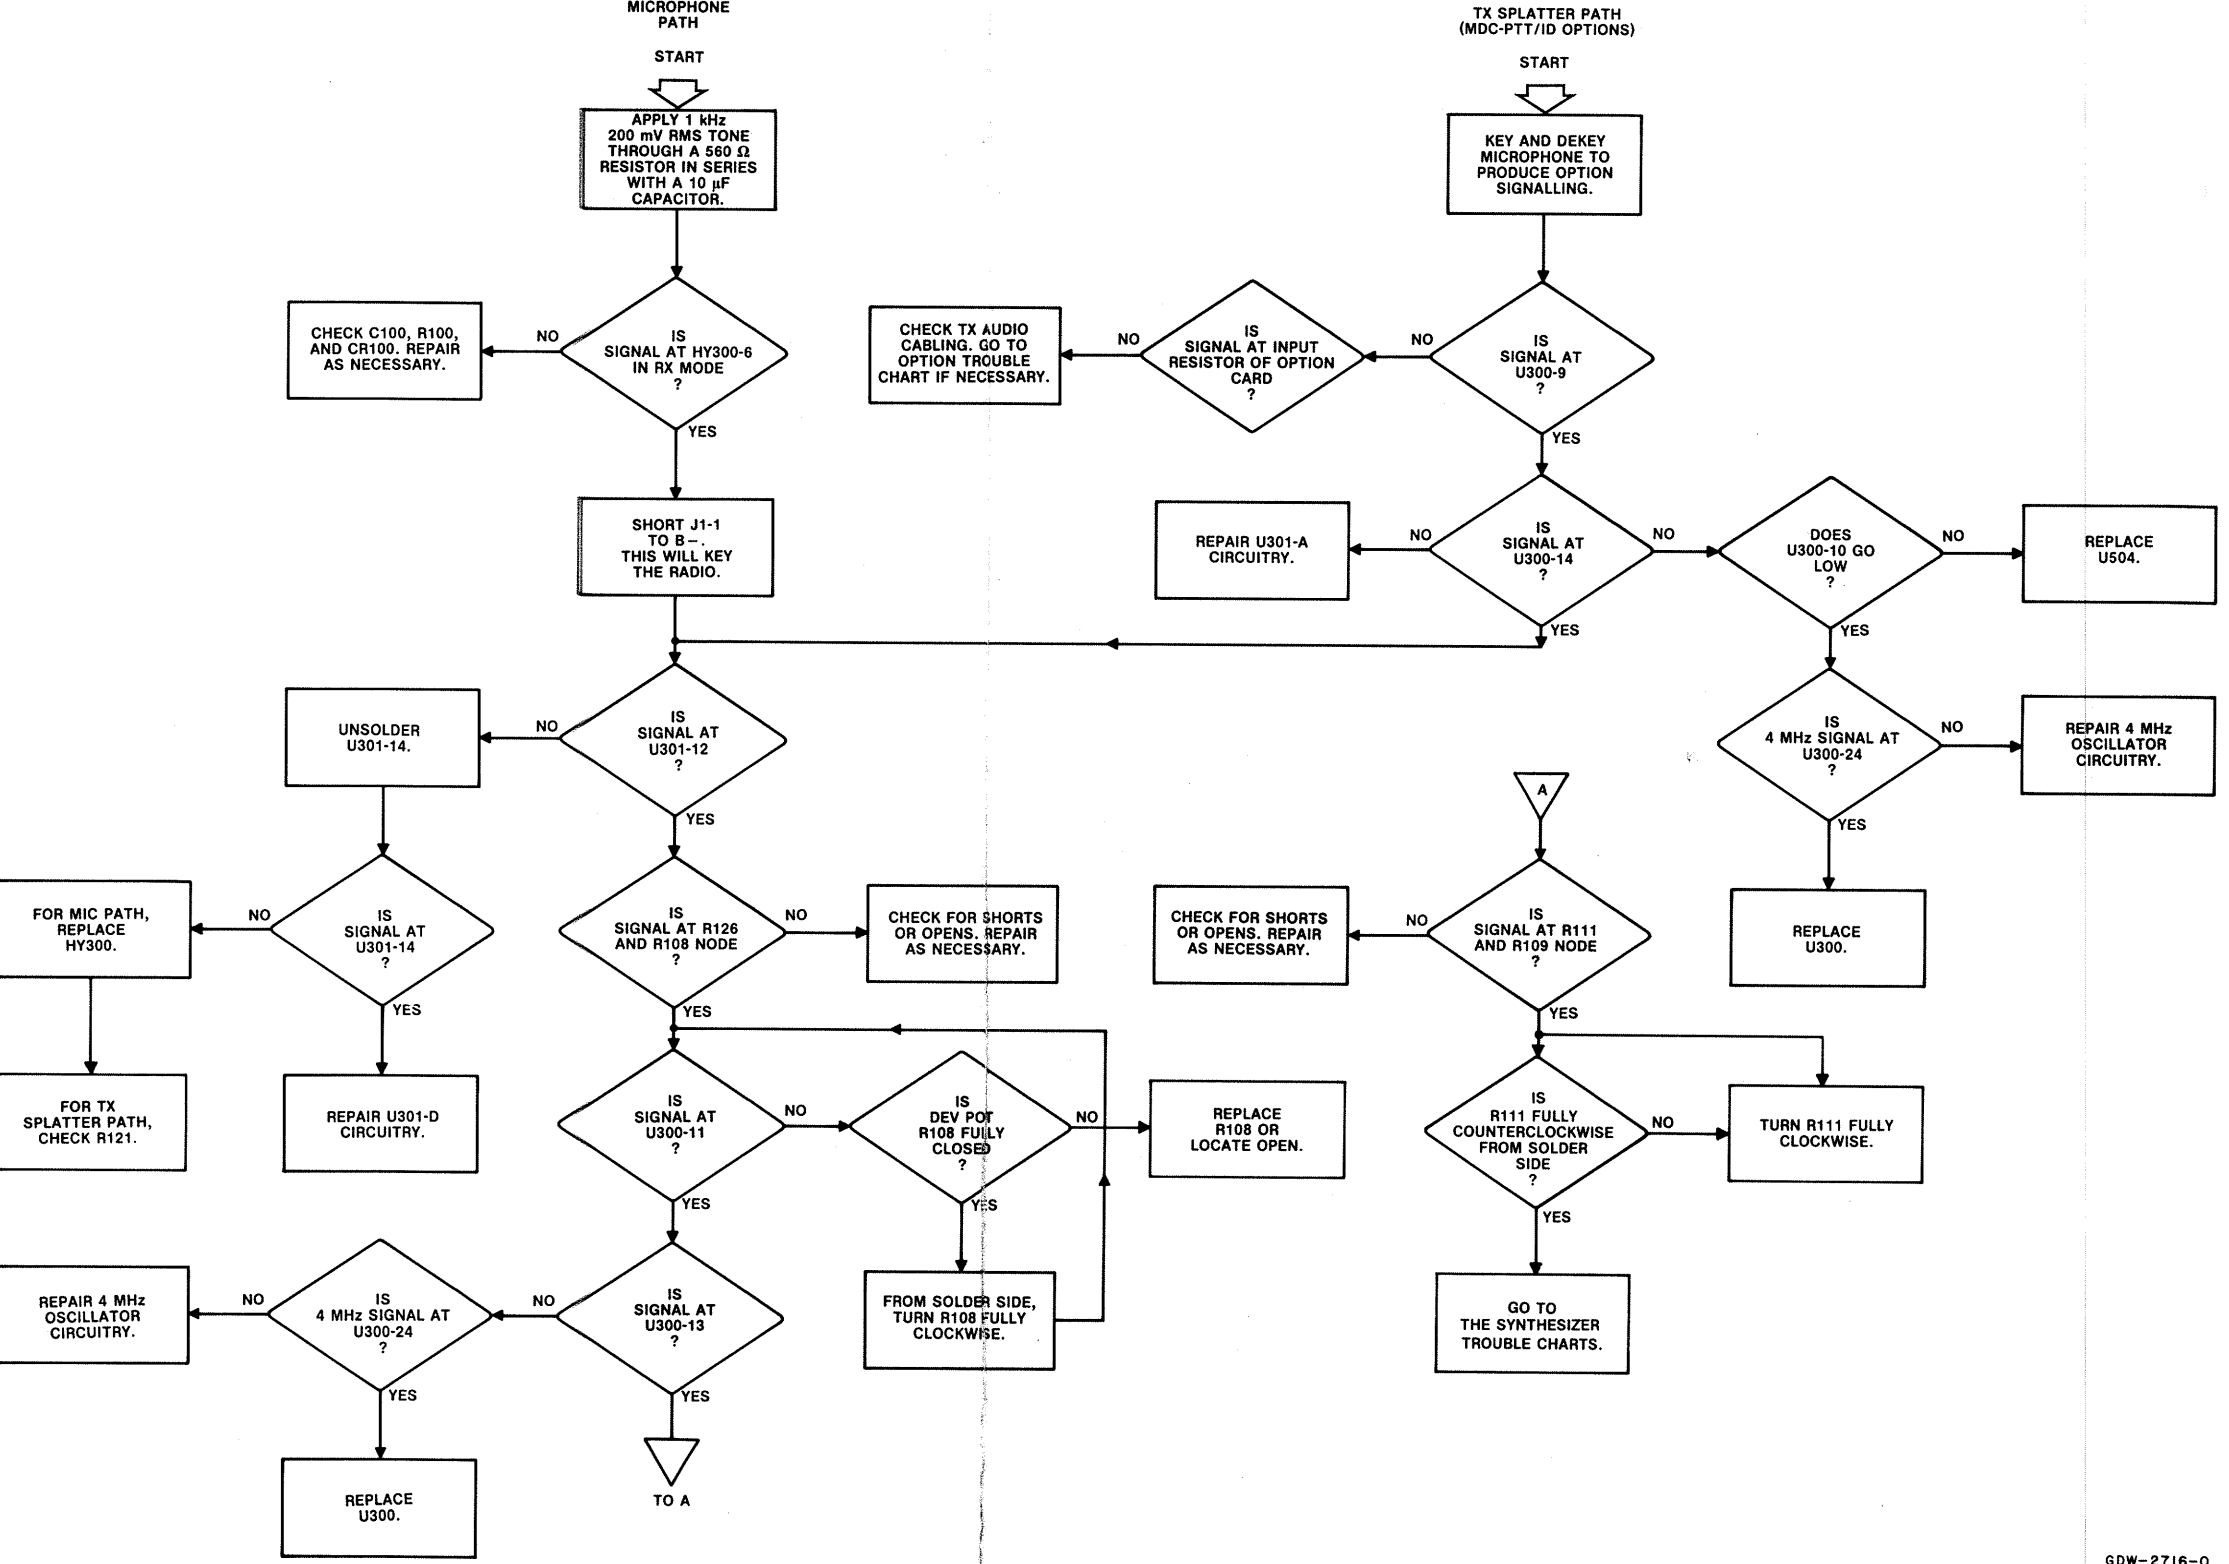 MICROPHONE
PATH
START
APPLY 1 kHz
200 mV RMS TONE
THROUGH A 560 Ω
RESISTOR IN SERIES
WITH A 10 µF
CAPACITOR.
IS
SIGNAL AT HY300-6
IN RX MODE
?
NO
YES
CHECK C100, R100,
AND CR100. REPAIR
AS NECESSARY.
SHORT J1-1
TO B–.
THIS WILL KEY
THE RADIO.
IS
SIGNAL AT
U301-12
?
NO
YES
UNSOLDER
U301-14.
IS
SIGNAL AT
U301-14
?
NO
YES
FOR MIC PATH,
REPLACE
HY300.
FOR TX
SPLATTER PATH,
CHECK R121.
REPAIR U301-D
CIRCUITRY.
IS
SIGNAL AT R126
AND R108 NODE
?
NO
YES
CHECK FOR SHORTS
OR OPENS. REPAIR
AS NECESSARY.
IS
SIGNAL AT
U300-11
?
NO
YES
IS
DEV POT
R108 FULLY
CLOSED
?
NO
YES
REPLACE
R108 OR
LOCATE OPEN.
FROM SOLDER SIDE,
TURN R108 FULLY
CLOCKWISE.
IS
SIGNAL AT
U300-13
?
NO
YES
IS
4 MHz SIGNAL AT
U300-24
?
NO
YES
REPAIR 4 MHz
OSCILLATOR
CIRCUITRY.
REPLACE
U300.
TO A
TX SPLATTER PATH
(MDC-PTT/ID OPTIONS)
START
KEY AND DEKEY
MICROPHONE TO
PRODUCE OPTION
SIGNALLING.
IS
SIGNAL AT
U300-9
?
NO
YES
IS
SIGNAL AT INPUT
RESISTOR OF OPTION
CARD
?
NO
CHECK TX AUDIO
CABLING. GO TO
OPTION TROUBLE
CHART IF NECESSARY.
IS
SIGNAL AT
U300-14
?
NO
NO
YES
REPAIR U301-A
CIRCUITRY.
DOES
U300-10 GO
LOW
?
NO
YES
REPLACE
U504.
IS
4 MHz SIGNAL AT
U300-24
?
NO
YES
REPAIR 4 MHz
OSCILLATOR
CIRCUITRY.
REPLACE
U300.
A
IS
SIGNAL AT R111
AND R109 NODE
?
NO
YES
CHECK FOR SHORTS
OR OPENS. REPAIR
AS NECESSARY.
IS
R111 FULLY
COUNTERCLOCKWISE
FROM SOLDER
SIDE
?
NO
YES
TURN R111 FULLY
CLOCKWISE.
GO TO
THE SYNTHESIZER
TROUBLE CHARTS.
GDW-2716-O